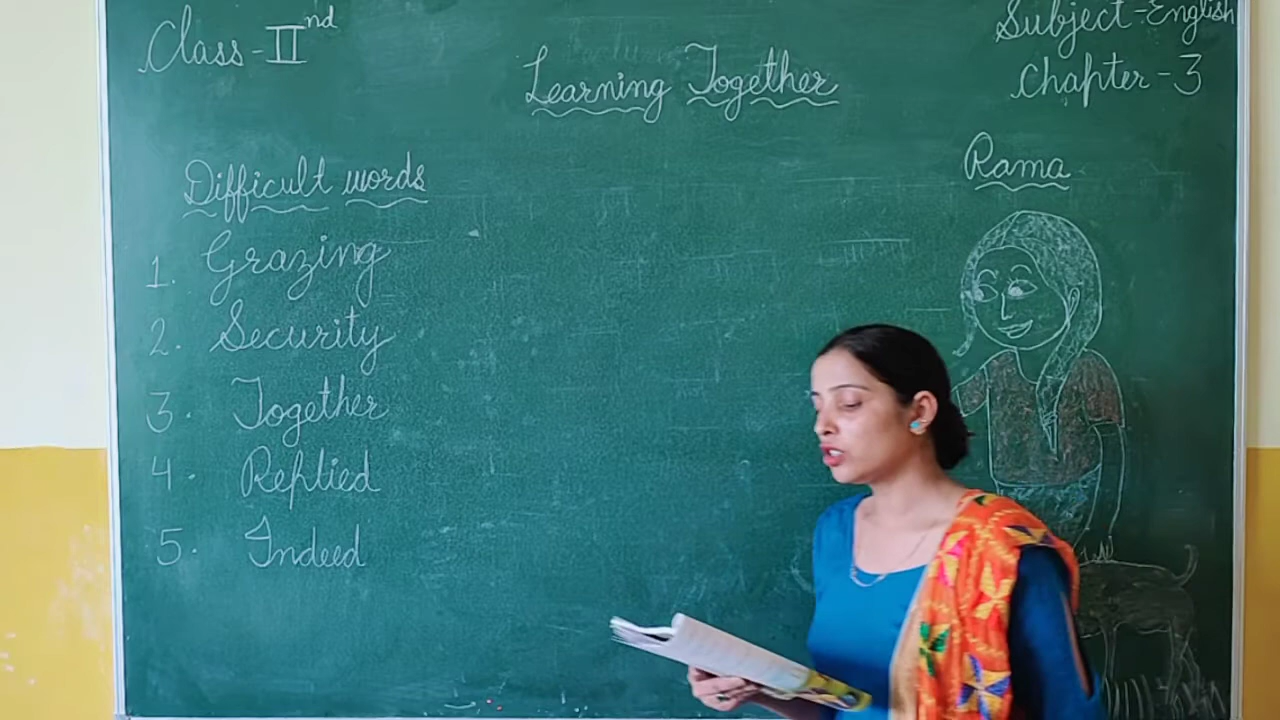 Class-IInd
Subject-English
Chapter-3
Learning Together
Difficult words
1. Grazing
2. Security
3. Together
4. Replied
5. Indeed
Rama